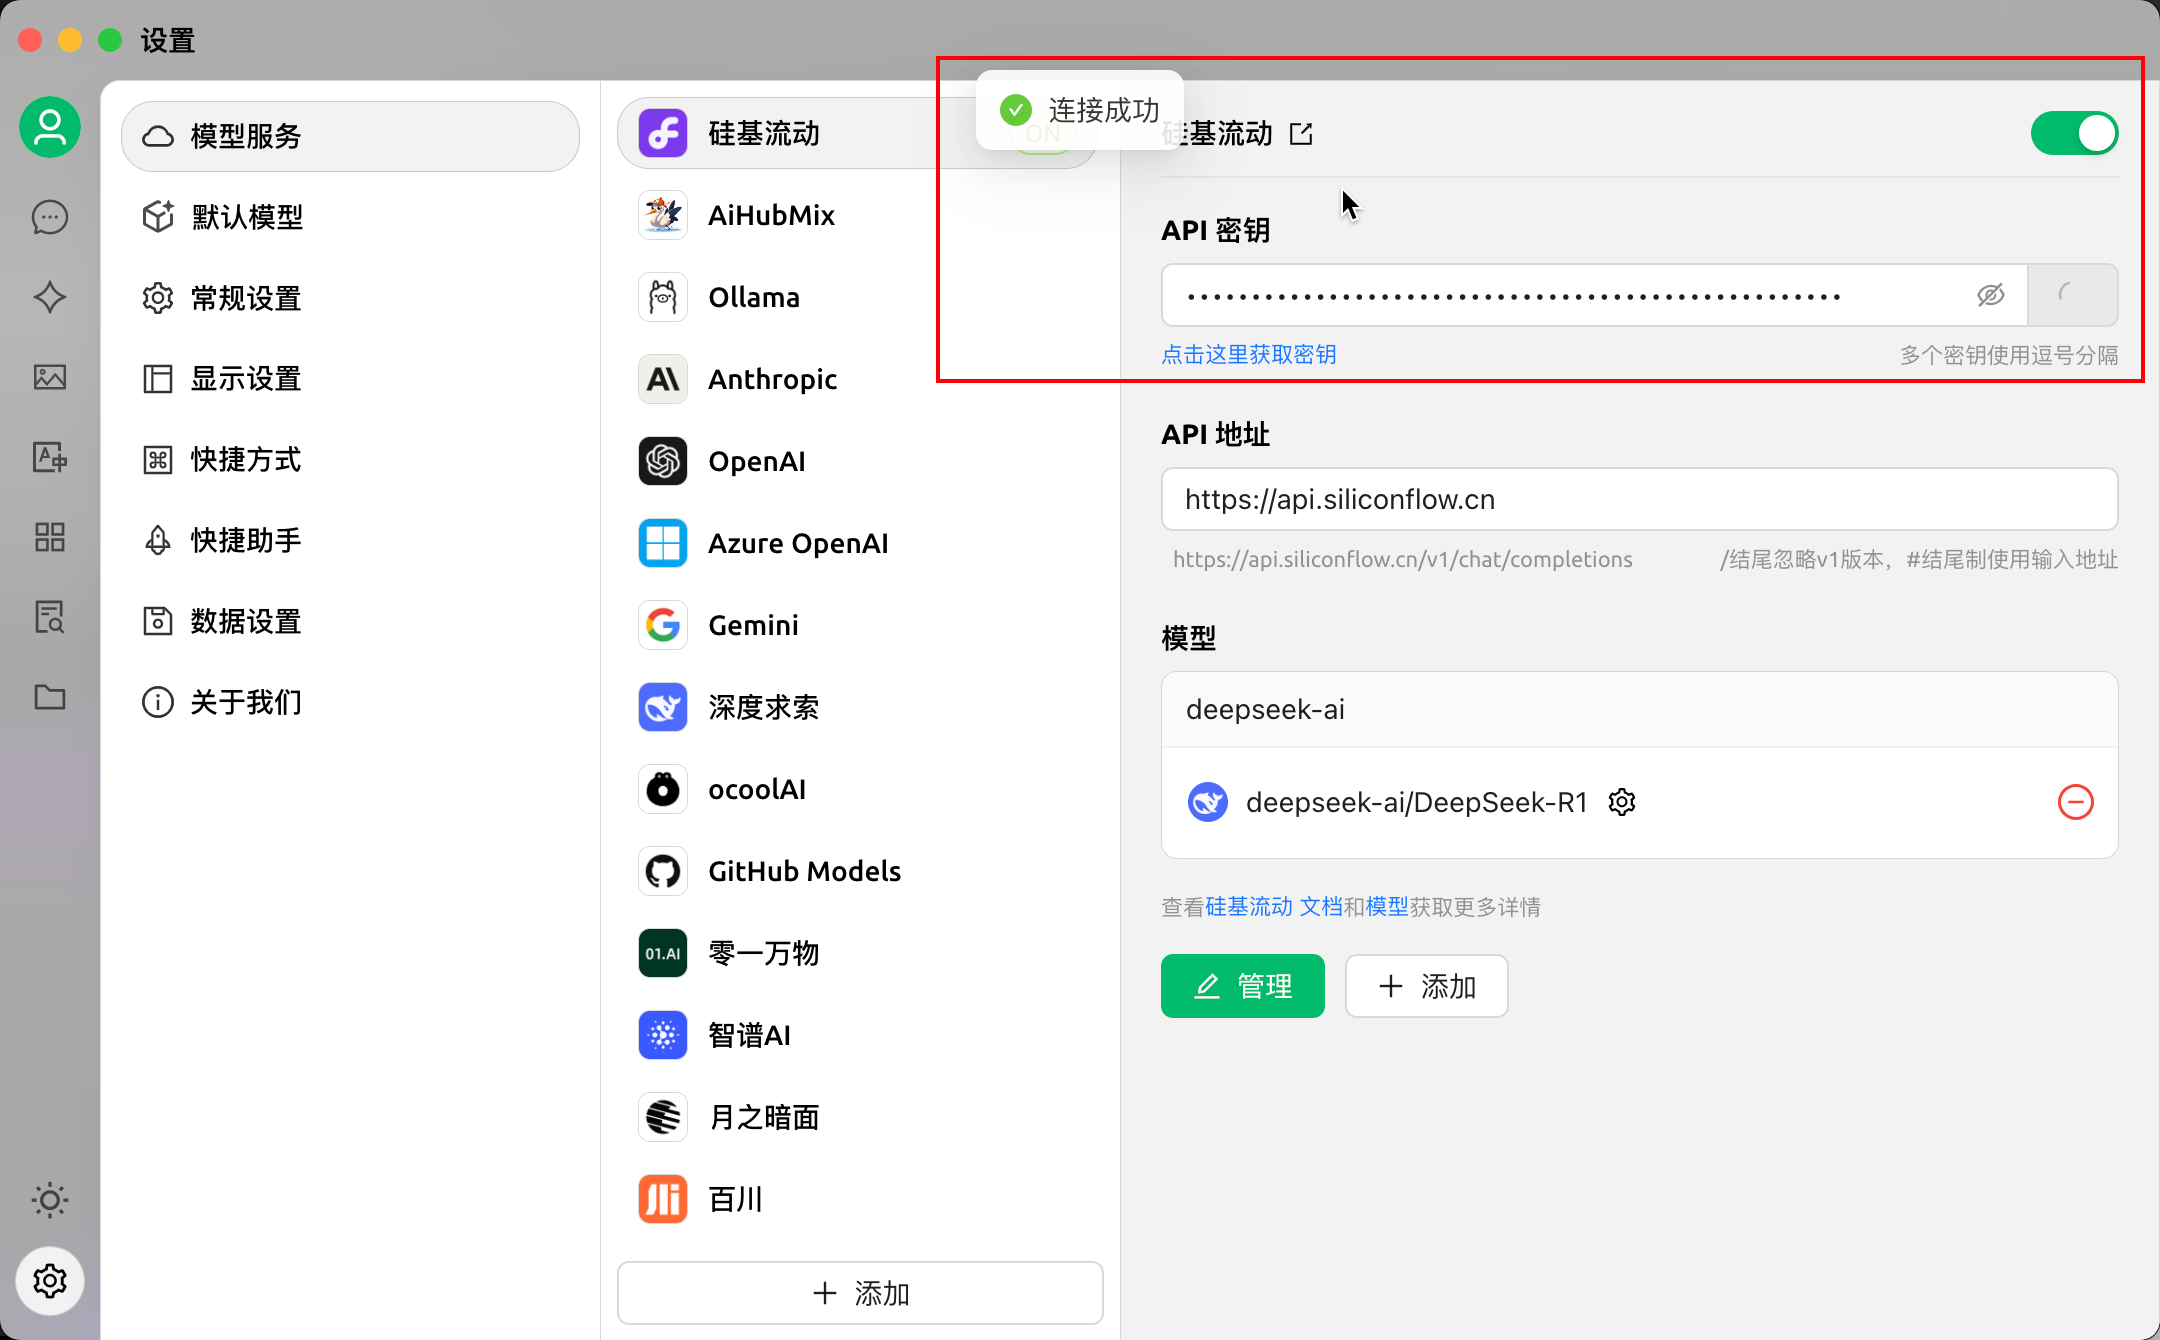 设置
模型服务
默认模型
常规设置
显示设置
快捷方式
快捷助手
数据设置
关于我们
硅基流动
ON
AiHubMix
Ollama
Anthropic
OpenAI
Azure OpenAI
Gemini
深度求索
ocoolAI
GitHub Models
01.AI
零一万物
智谱AI
月之暗面
百川
添加
连接成功
硅基流动
API 密钥
点击这里获取密钥
多个密钥使用逗号分隔
API 地址
https://api.siliconflow.cn
https://api.siliconflow.cn/v1/chat/completions
/结尾忽略v1版本，#结尾制使用输入地址
模型
deepseek-ai
deepseek-ai/DeepSeek-R1
查看硅基流动 文档和模型获取更多详情
管理
添加